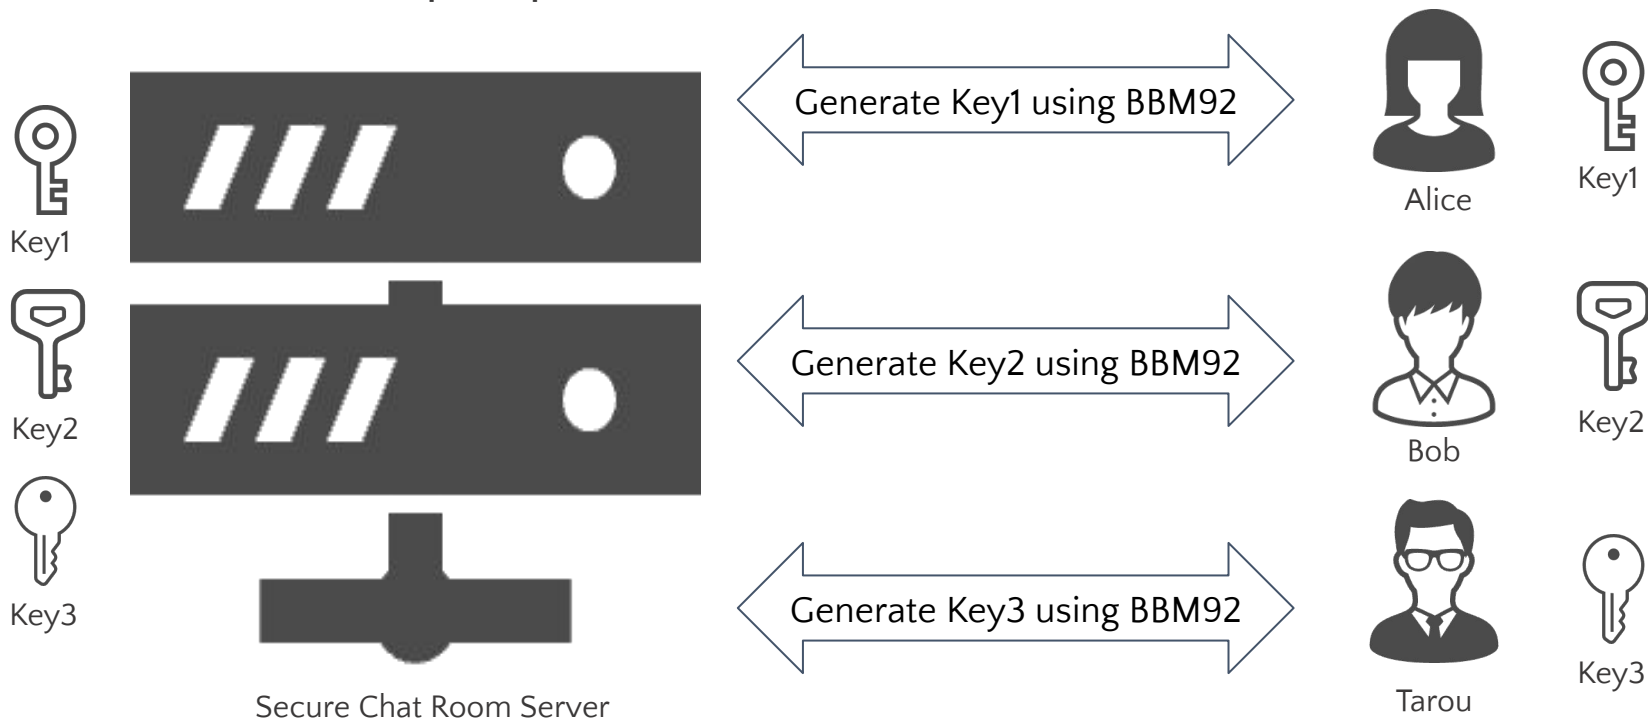 Generate Key1 using BBM92
Alice
Key1
Key1
Generate Key2 using BBM92
Bob
Key2
Key2
Generate Key3 using BBM92
Tarou
Key3
Key3
Secure Chat Room Server